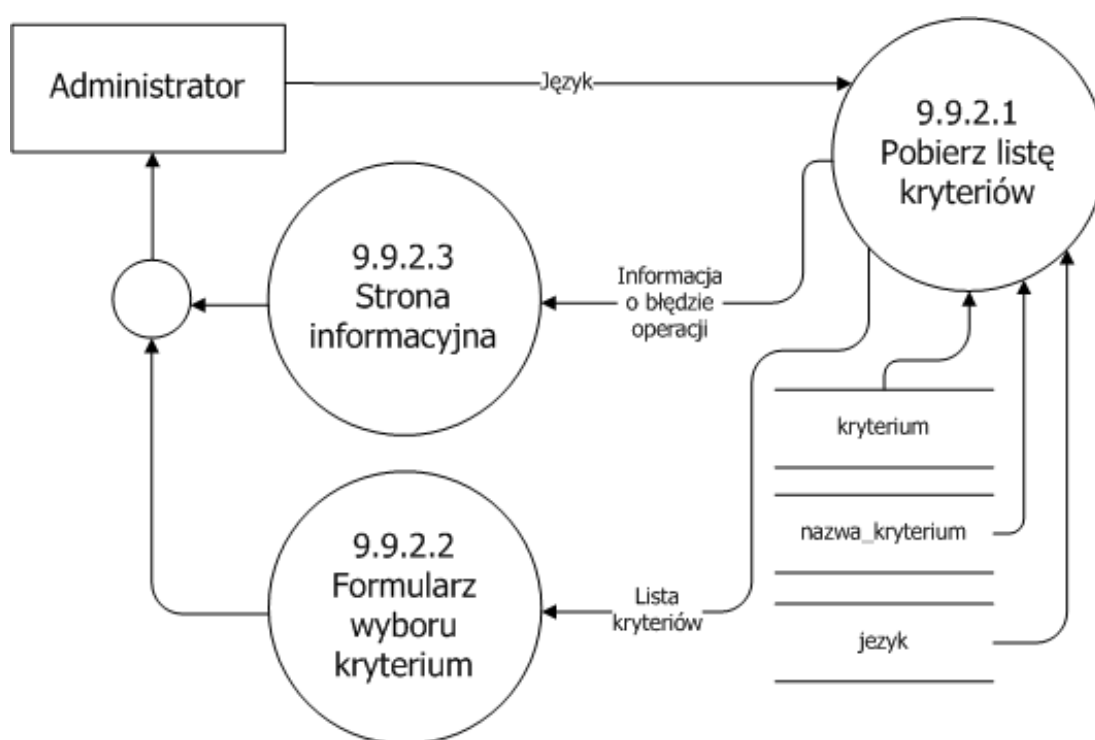 Administrator
Język
9.9.2.1
Pobierz listę
kryteriów
9.9.2.3
Strona
informacyjna
Informacja
o błędzie
operacji
kryterium
nazwa_kryterium
jezyk
9.9.2.2
Formularz
wyboru
kryterium
Lista
kryteriów